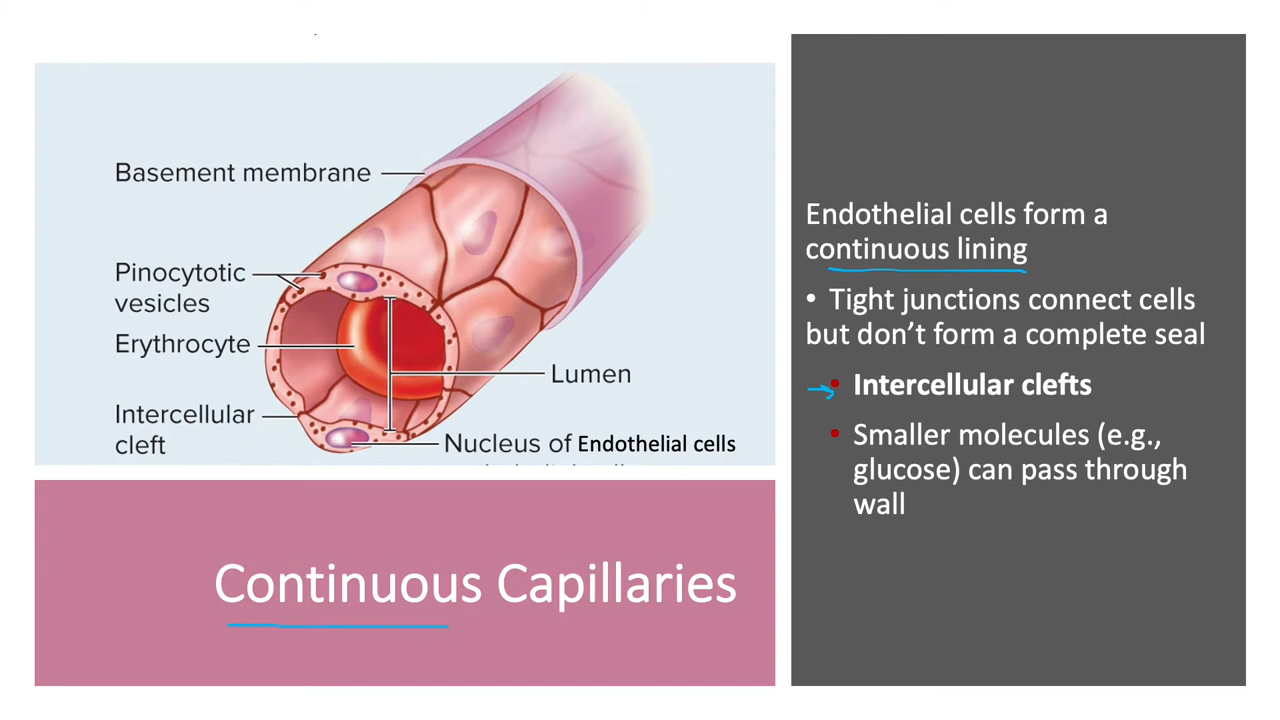 Basement membrane
Pinocytotic
vesicles
Erythrocyte
Lumen
Intercellular
cleft
Nucleus of Endothelial cells
Continuous Capillaries
Endothelial cells form a
continuous lining
• Tight junctions connect cells
but don’t form a complete seal
• Intercellular clefts
• Smaller molecules (e.g.,
glucose) can pass through
wall